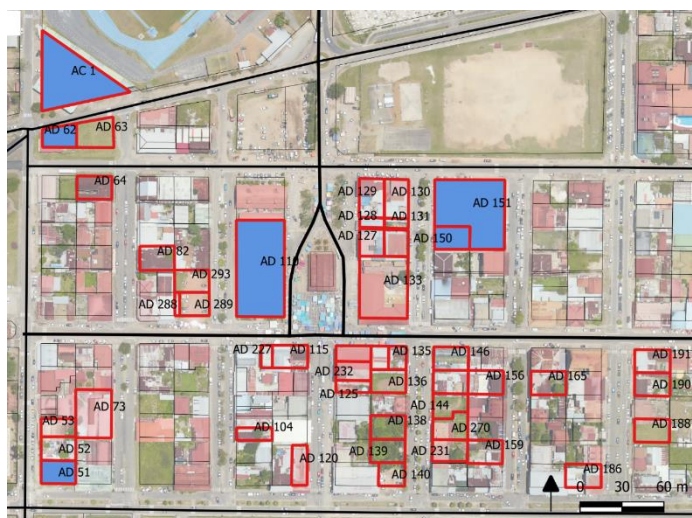 AC 1
AD 62
AD 63
AD 64
AD 129
AD 130
AD 151
AD 128
AD 131
AD 127
AD 150
AD 82
AD 110
AD 293
AD 133
AD 288
AD 289
AD 227
AD 115
AD 135
AD 146
AD 191
AD 232
AD 136
AD 156
AD 165
AD 190
AD 125
AD 73
AD 144
AD 53
AD 104
AD 138
AD 270
AD 188
AD 52
AD 120
AD 139
AD 231
AD 159
AD 51
AD 140
AD 186
0 30 60 m